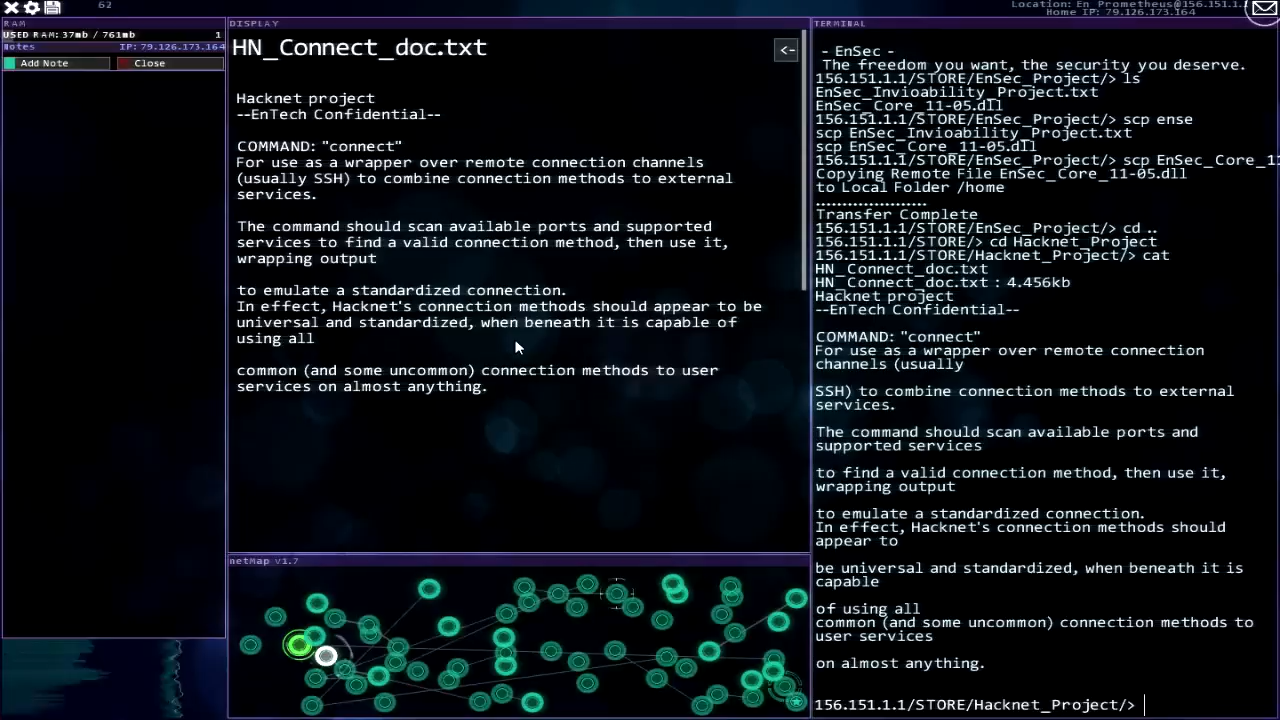 62
Location: En_Prometheus@156.151.1.1
Home IP: 79.126.173.164
RAM
USED RAM: 37mb / 761mb 1
Notes IP: 79.126.173.164
Add Note Close
DISPLAY
HN_Connect_doc.txt
<-
Hacknet project
--EnTech Confidential--
COMMAND: "connect"
For use as a wrapper over remote connection channels
(usually SSH) to combine connection methods to external
services.
The command should scan available ports and supported
services to find a valid connection method, then use it,
wrapping output
to emulate a standardized connection.
In effect, Hacknet's connection methods should appear to be
universal and standardized, when beneath it is capable of
using all
common (and some uncommon) connection methods to user
services on almost anything.
netMap v1.7
TERMINAL
- EnSec -
The freedom you want, the security you deserve.
156.151.1.1/STORE/EnSec_Project/> ls
EnSec_Invioability_Project.txt
EnSec_Core_11-05.dll
156.151.1.1/STORE/EnSec_Project/> scp ense
scp EnSec_Invioability_Project.txt
scp EnSec_Core_11-05.dll
156.151.1.1/STORE/EnSec_Project/> scp EnSec_Core_11
Copying Remote File EnSec_Core_11-05.dll
to Local Folder /home
......................
Transfer Complete
156.151.1.1/STORE/EnSec_Project/> cd ..
156.151.1.1/STORE/> cd Hacknet_Project
156.151.1.1/STORE/Hacknet_Project/> cat
HN_Connect_doc.txt
HN_Connect_doc.txt : 4.456kb
Hacknet project
--EnTech Confidential--
COMMAND: "connect"
For use as a wrapper over remote connection
channels (usually
SSH) to combine connection methods to external
services.
The command should scan available ports and
supported services
to find a valid connection method, then use it,
wrapping output
to emulate a standardized connection.
In effect, Hacknet's connection methods should
appear to
be universal and standardized, when beneath it is
capable
of using all
common (and some uncommon) connection methods to
user services
on almost anything.
156.151.1.1/STORE/Hacknet_Project/>